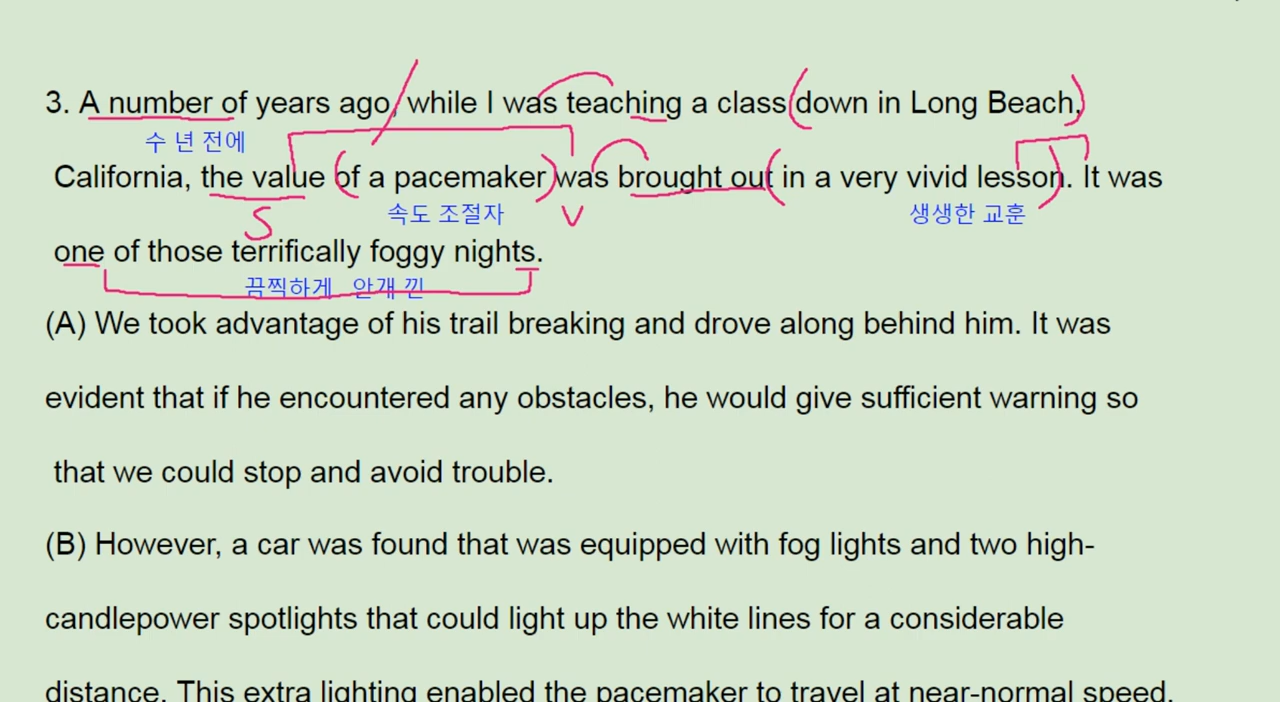 3. A number of years ago, while I was teaching a class down in Long Beach,
수 년 전에
California, the value of a pacemaker was brought out in a very vivid lesson. It was
S 속도 조절자 V 생생한 교훈
one of those terrifically foggy nights.
끔찍하게 안개 낀
(A) We took advantage of his trail breaking and drove along behind him. It was
evident that if he encountered any obstacles, he would give sufficient warning so
that we could stop and avoid trouble.
(B) However, a car was found that was equipped with fog lights and two high-
candlepower spotlights that could light up the white lines for a considerable
distance. This extra lighting enabled the pacemaker to travel at near-normal speed.